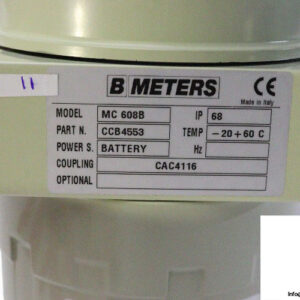 11
B METERS
CE
Made in Italy
MODEL MC 608B IP 68
PART N. CCB4553 TEMP -20+60 C
POWER S. BATTERY Hz
COUPLING CAC4116
OPTIONAL